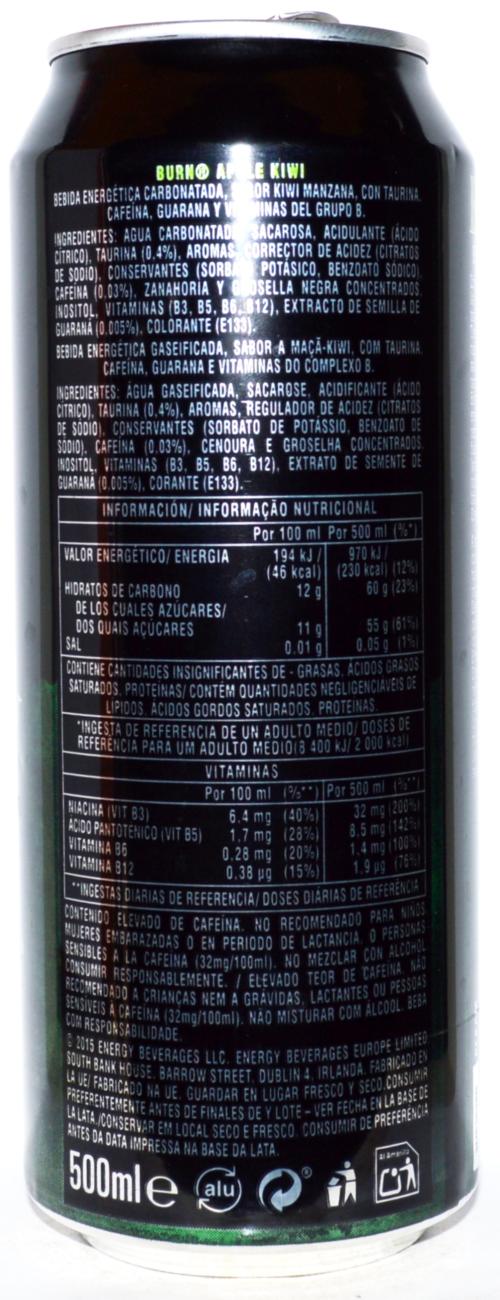 BURN® APPLE KIWI
BEBIDA ENERGÉTICA CARBONATADA, SABOR KIWI MANZANA, CON TAURINA,
CAFEÍNA, GUARANA Y VITAMINAS DEL GRUPO B.
INGREDIENTES: AGUA CARBONATADA, SACAROSA, ACIDULANTE (ÁCIDO
CÍTRICO), TAURINA (0.4%), AROMAS, CORRECTOR DE ACIDEZ (CITRATOS
DE SODIO), CONSERVANTES (SORBATO POTÁSICO, BENZOATO SÓDICO),
CAFEÍNA (0.03%), ZANAHORIA Y GROSELLA NEGRA CONCENTRADOS,
INOSITOL, VITAMINAS (B3, B5, B6, B12), EXTRACTO DE SEMILLA DE
GUARANÁ (0.005%), COLORANTE (E133).
BEBIDA ENERGÉTICA GASEIFICADA, SABOR A MAÇÃ-KIWI, COM TAURINA,
CAFEÍNA, GUARANA E VITAMINAS DO COMPLEXO B.
INGREDIENTES: ÁGUA GASEIFICADA, SACAROSE, ACIDIFICANTE (ÁCIDO
CÍTRICO), TAURINA (0,4%), AROMAS, REGULADOR DE ACIDEZ (CITRATOS
DE SÓDIO), CONSERVANTES (SORBATO DE POTÁSSIO, BENZOATO DE
SÓDIO), CAFEÍNA (0.03%), CENOURA E GROSELHA CONCENTRADOS,
INOSITOL, VITAMINAS (B3, B5, B6, B12), EXTRATO DE SEMENTE DE
GUARANÁ (0.005%), CORANTE (E133).
INFORMACIÓN/ INFORMAÇÃO NUTRICIONAL
Por 100 ml Por 500 ml (%*)
VALOR ENERGÉTICO/ ENERGIA 194 kJ / 970 kJ /
(46 kcal) (230 kcal) (12%)
HIDRATOS DE CARBONO 12 g 60 g (23%)
DE LOS CUALES AZÚCARES/
DOS QUAIS AÇÚCARES 11 g 55 g (61%)
SAL 0.01 g 0.05 g (1%)
CONTIENE CANTIDADES INSIGNIFICANTES DE - GRASAS, ÁCIDOS GRASOS
SATURADOS, PROTEÍNAS/ CONTÉM QUANTIDADES NEGLIGENCIÁVEIS DE
LÍPIDOS, ÁCIDOS GORDOS SATURADOS, PROTEÍNAS.
*INGESTA DE REFERENCIA DE UN ADULTO MEDIO/ DOSES DE
REFERÊNCIA PARA UM ADULTO MEDIO(8 400 kJ/ 2 000 kcal)
VITAMINAS
Por 100 ml (%**) Por 500 ml (%**)
NIACINA (VIT B3) 6.4 mg (40%) 32 mg (200%)
ÁCIDO PANTOTÉNICO (VIT B5) 1.7 mg (28%) 8,5 mg (142%)
VITAMINA B6 0.28 mg (20%) 1,4 mg (100%)
VITAMINA B12 0.38 µg (15%) 1.9 µg (76%)
**INGESTAS DIARIAS DE REFERENCIA/ DOSES DIÁRIAS DE REFERÊNCIA
CONTENIDO ELEVADO DE CAFEÍNA. NO RECOMENDADO PARA NIÑOS,
MUJERES EMBARAZADAS O EN PERIODO DE LACTANCIA, O PERSONAS
SENSIBLES A LA CAFEÍNA (32mg/100ml). NO MEZCLAR CON ALCOHOL.
CONSUMIR RESPONSABLEMENTE. / ELEVADO TEOR DE CAFEÍNA. NÃO
RECOMENDADO A CRIANÇAS NEM A GRÁVIDAS, LACTANTES OU PESSOAS
SENSÍVEIS À CAFEÍNA (32mg/100ml). NÃO MISTURAR COM ÁLCOOL. BEBA
COM RESPONSABILIDADE.
© 2015 ENERGY BEVERAGES LLC. ENERGY BEVERAGES EUROPE LIMITED,
SOUTH BANK HOUSE, BARROW STREET, DUBLIN 4, IRLANDA. FABRICADO EN
LA UE/ FABRICADO NA UE. GUARDAR EN LUGAR FRESCO Y SECO. CONSUMIR
PREFERENTEMENTE ANTES DE FINALES DE Y LOTE – VER FECHA EN LA BASE DE
LA LATA./CONSERVAR EM LOCAL SECO E FRESCO. CONSUMIR DE PREFERÊNCIA
ANTES DA DATA IMPRESSA NA BASE DA LATA.
500ml e alu ® al amarillo